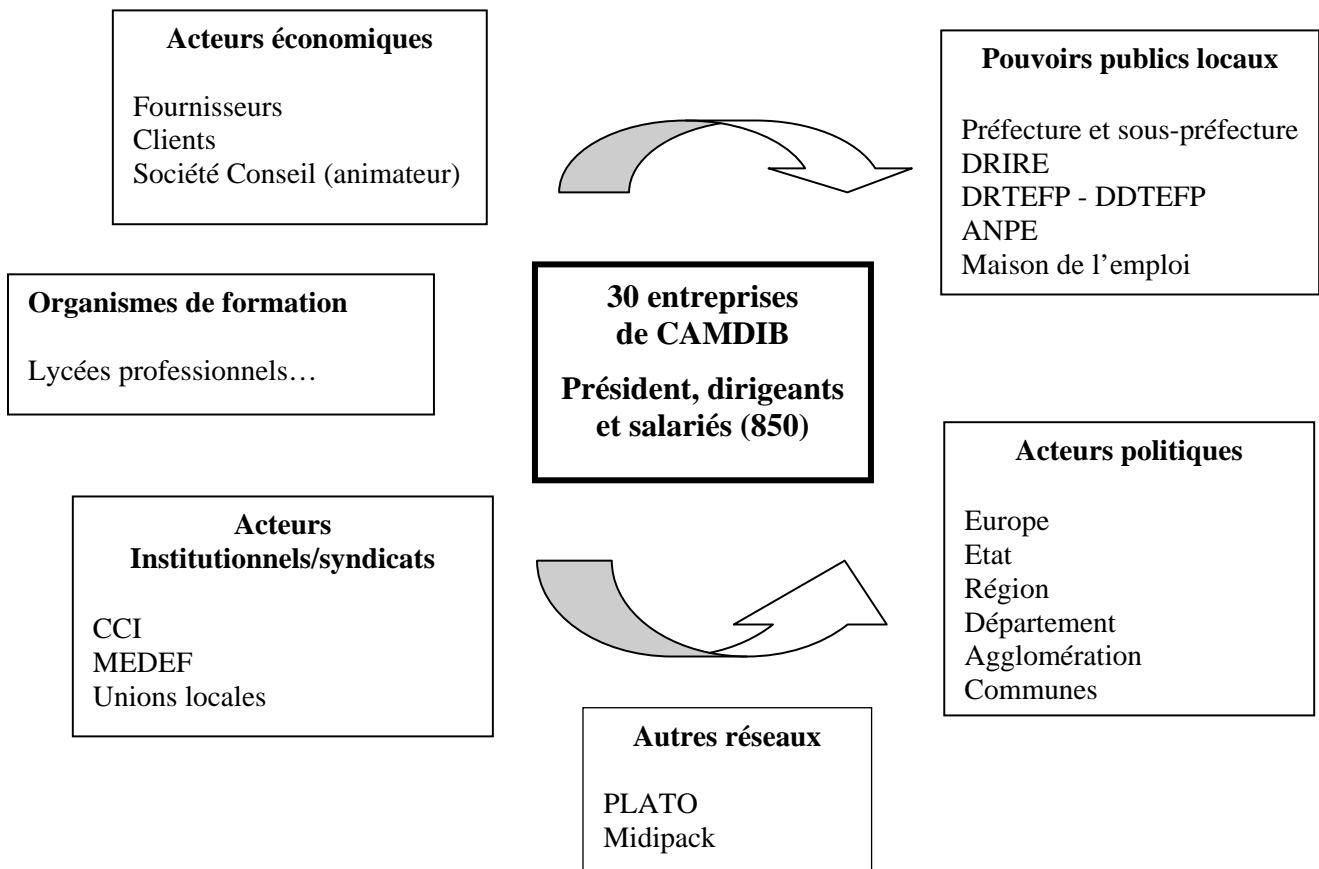 Acteurs économiques
Fournisseurs
Clients
Société Conseil (animateur)
Pouvoirs publics locaux
Préfecture et sous-préfecture
DRIRE
DRTEFP - DDTEFP
ANPE
Maison de l’emploi
Organismes de formation
Lycées professionnels…
30 entreprises
de CAMDIB
Président, dirigeants
et salariés (850)
Acteurs
Institutionnels/syndicats
CCI
MEDEF
Unions locales
Acteurs politiques
Europe
Etat
Région
Département
Agglomération
Communes
Autres réseaux
PLATO
Midipack